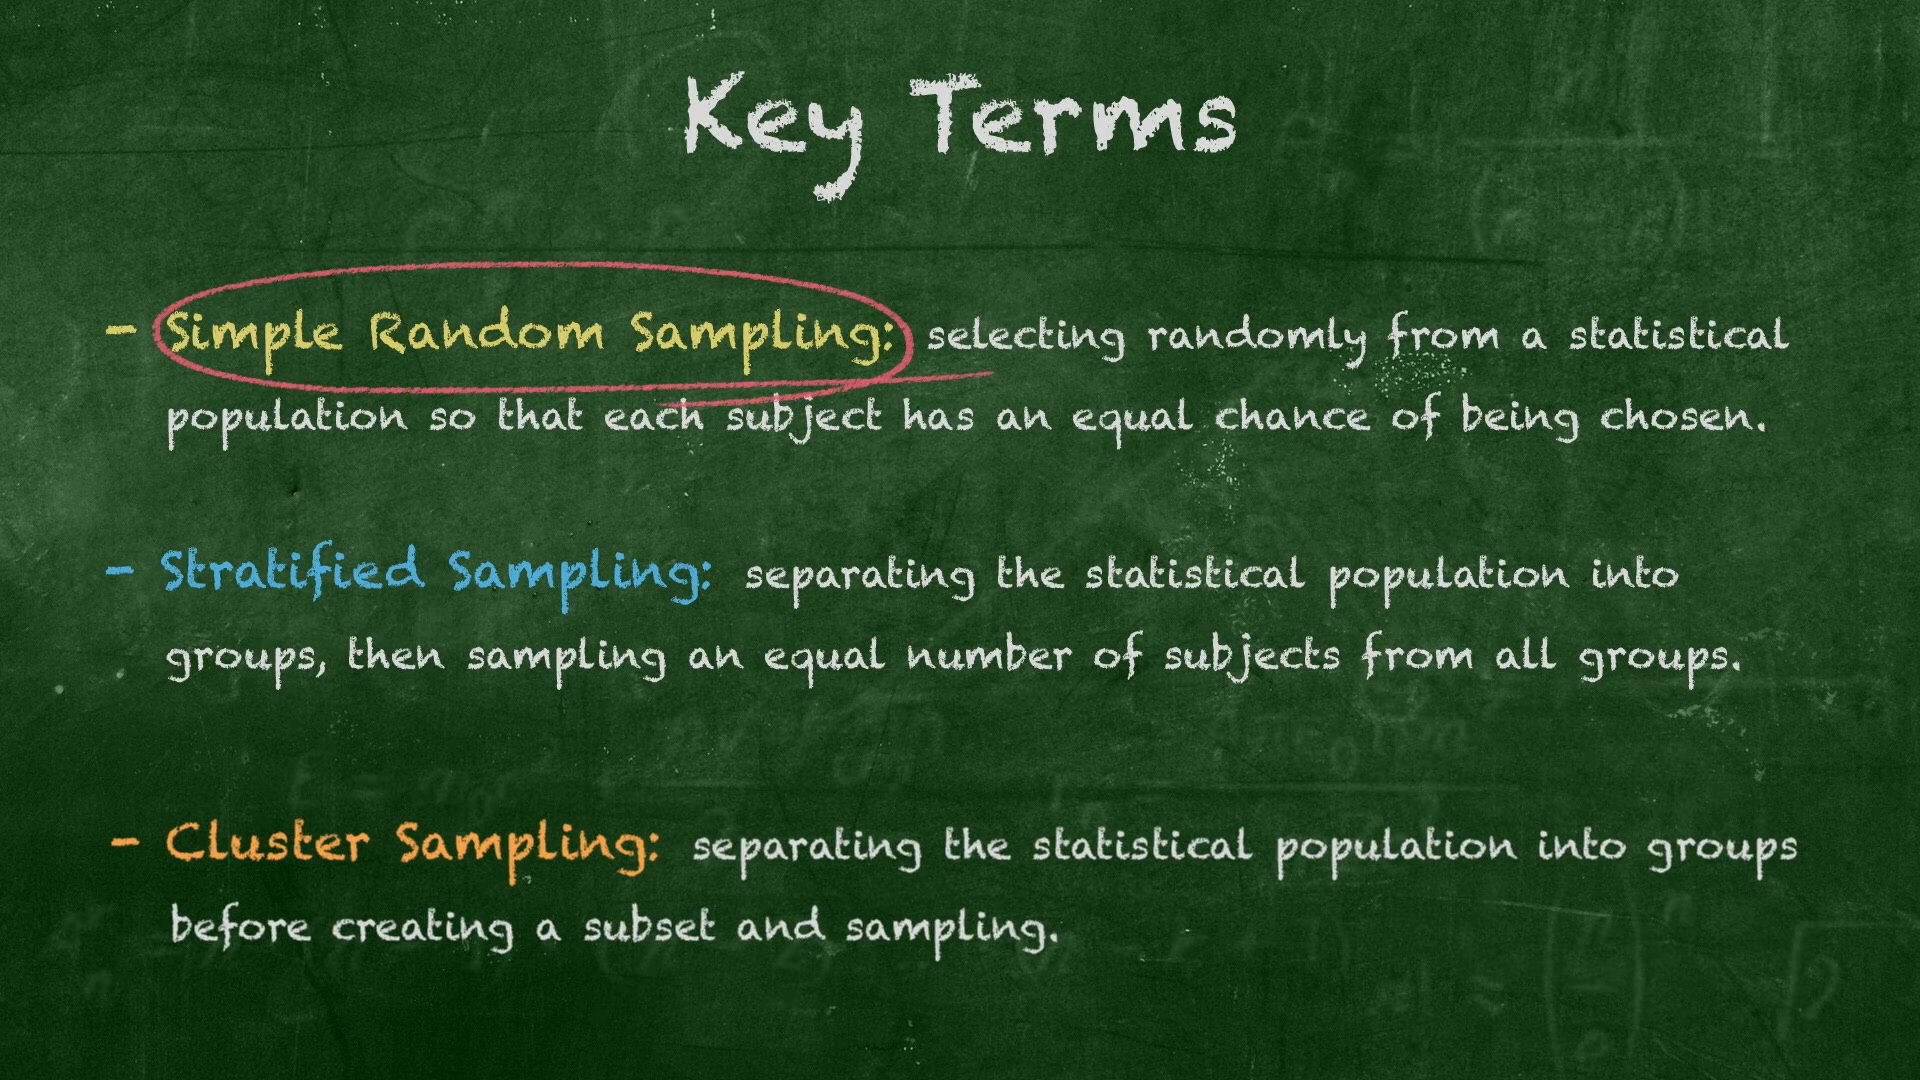 Key Terms
- Simple Random Sampling: selecting randomly from a statistical
population so that each subject has an equal chance of being chosen.
- Stratified Sampling: separating the statistical population into
groups, then sampling an equal number of subjects from all groups.
- Cluster Sampling: separating the statistical population into groups
before creating a subset and sampling.